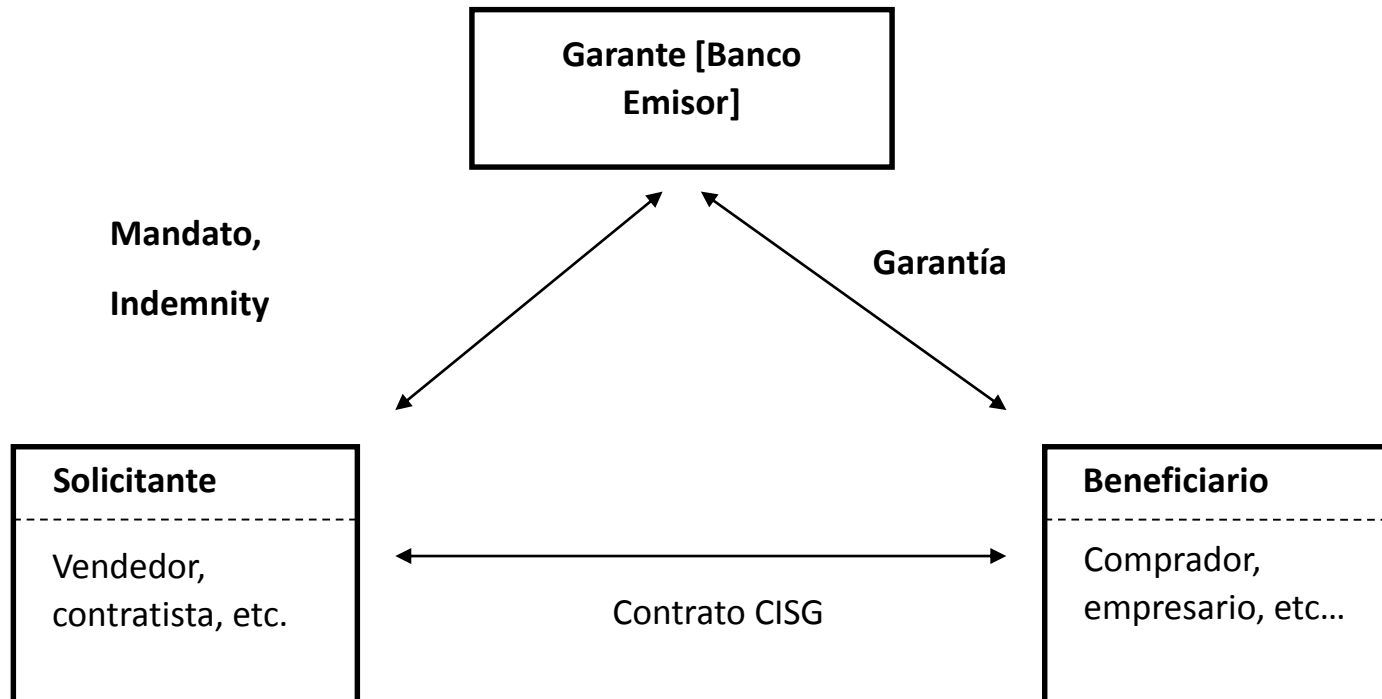 Garante [Banco
Emisor]
Mandato,
Indemnity
Garantía
Solicitante
Vendedor,
contratista, etc.
Contrato CISG
Beneficiario
Comprador,
empresario, etc…